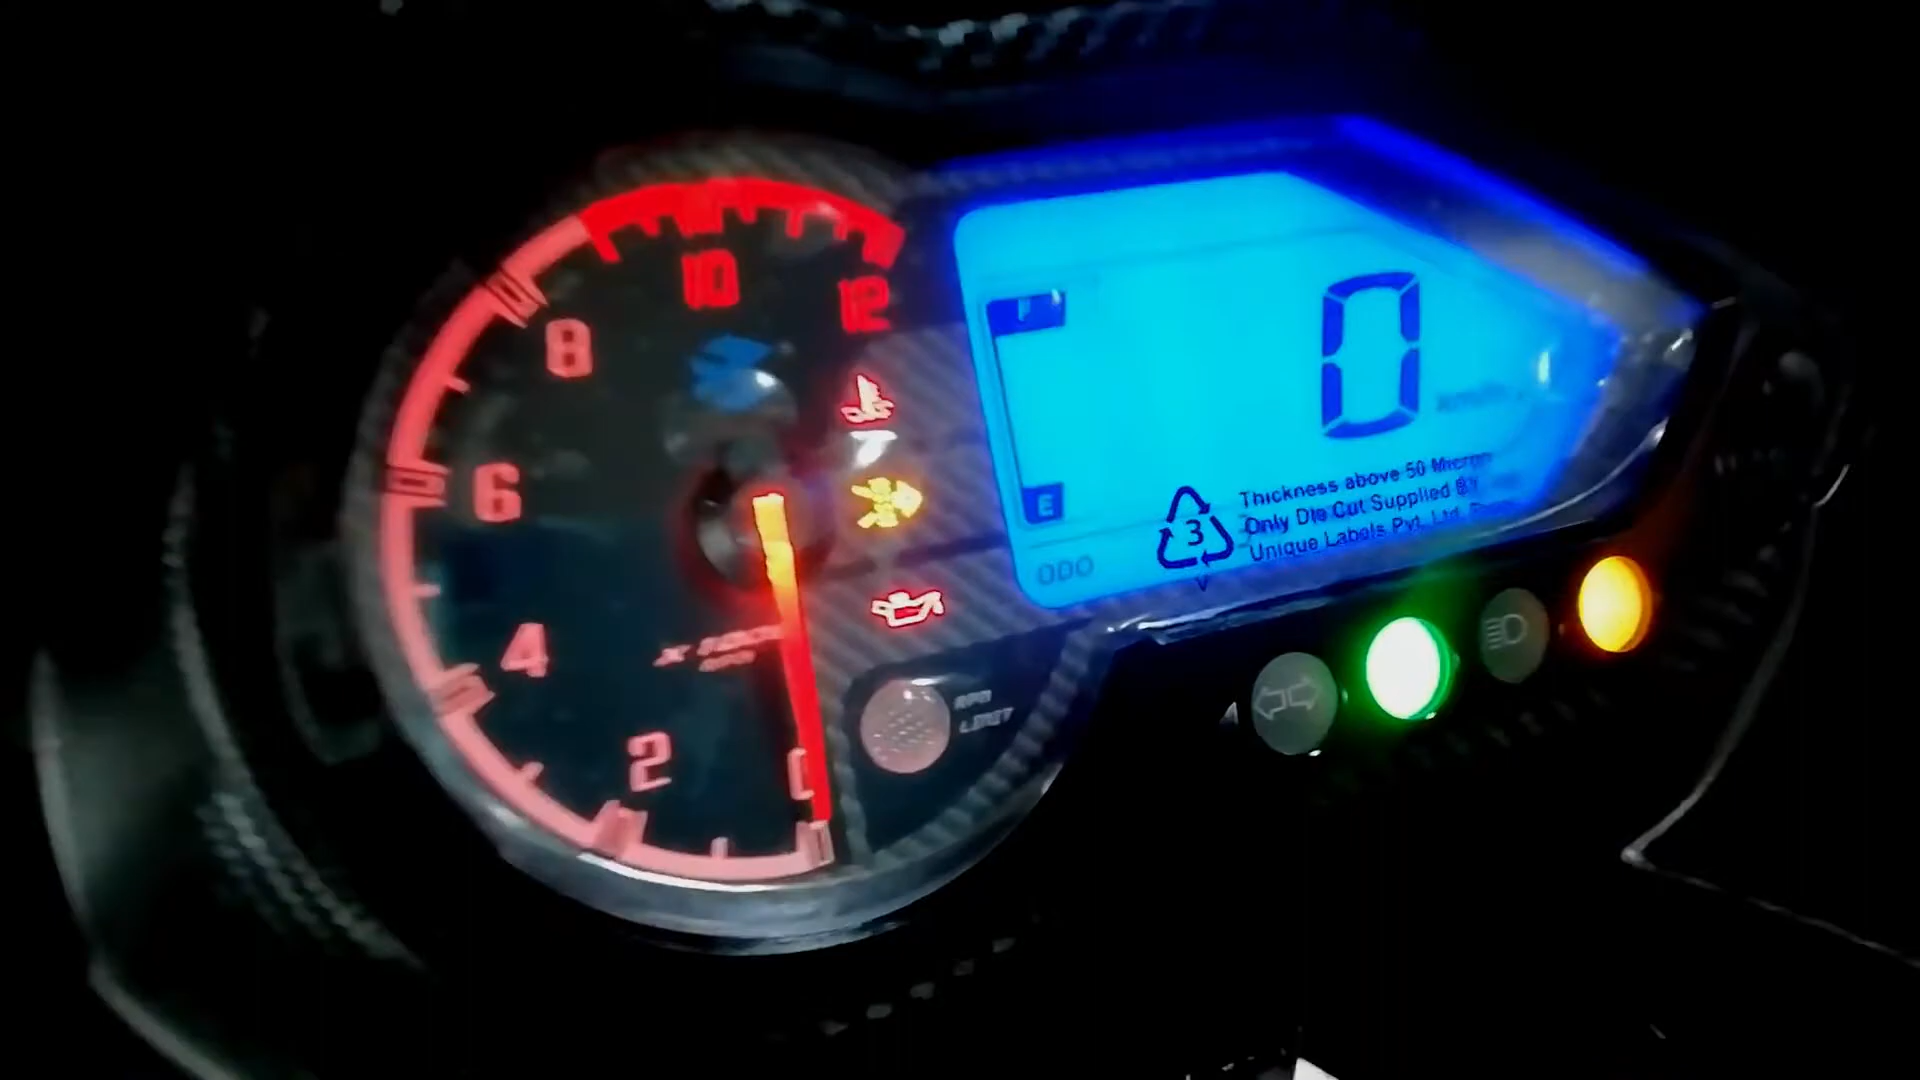 10
12
8
6
4
2
F
0
E
ODO
3
Thickness above 50 Micron
Only Die Cut Supplied By
Unique Labels Pvt. Ltd.
RPM
LIMIT